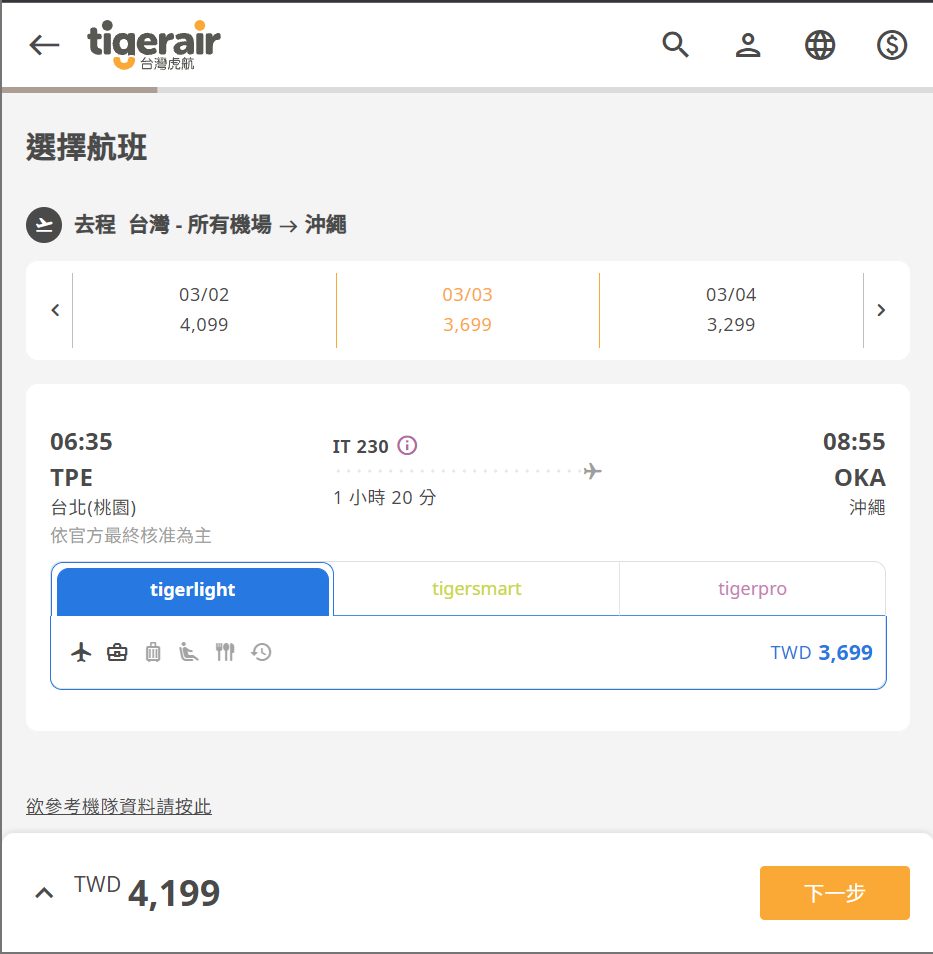 tigerair
台灣虎航
選擇航班
去程 台灣 - 所有機場 → 沖繩
03/02
4,099
03/03
3,699
03/04
3,299
06:35
TPE
台北(桃園)
依官方最終核准為主
IT 230
1 小時 20 分
08:55
OKA
沖繩
tigerlight
tigersmart
tigerpro
TWD 3,699
欲參考機隊資料請按此
TWD 4,199
下一步